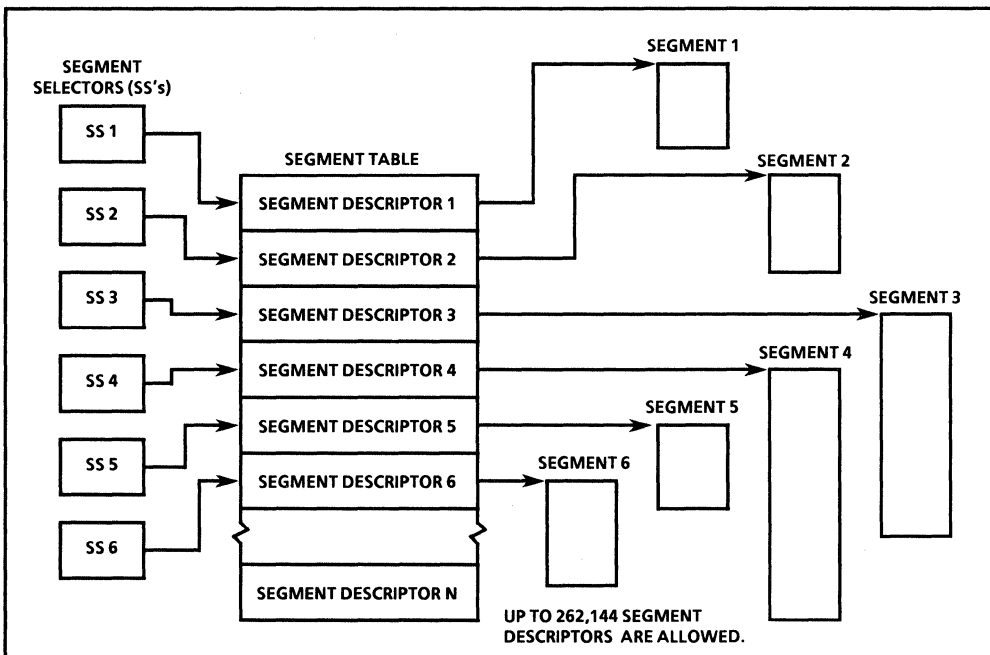 SEGMENT
SELECTORS (SS's)
SS 1
SS 2
SS 3
SS 4
SS 5
SS 6
SEGMENT TABLE
SEGMENT DESCRIPTOR 1
SEGMENT DESCRIPTOR 2
SEGMENT DESCRIPTOR 3
SEGMENT DESCRIPTOR 4
SEGMENT DESCRIPTOR 5
SEGMENT DESCRIPTOR 6
SEGMENT DESCRIPTOR N
SEGMENT 1
SEGMENT 2
SEGMENT 3
SEGMENT 4
SEGMENT 5
SEGMENT 6
UP TO 262,144 SEGMENT
DESCRIPTORS ARE ALLOWED.